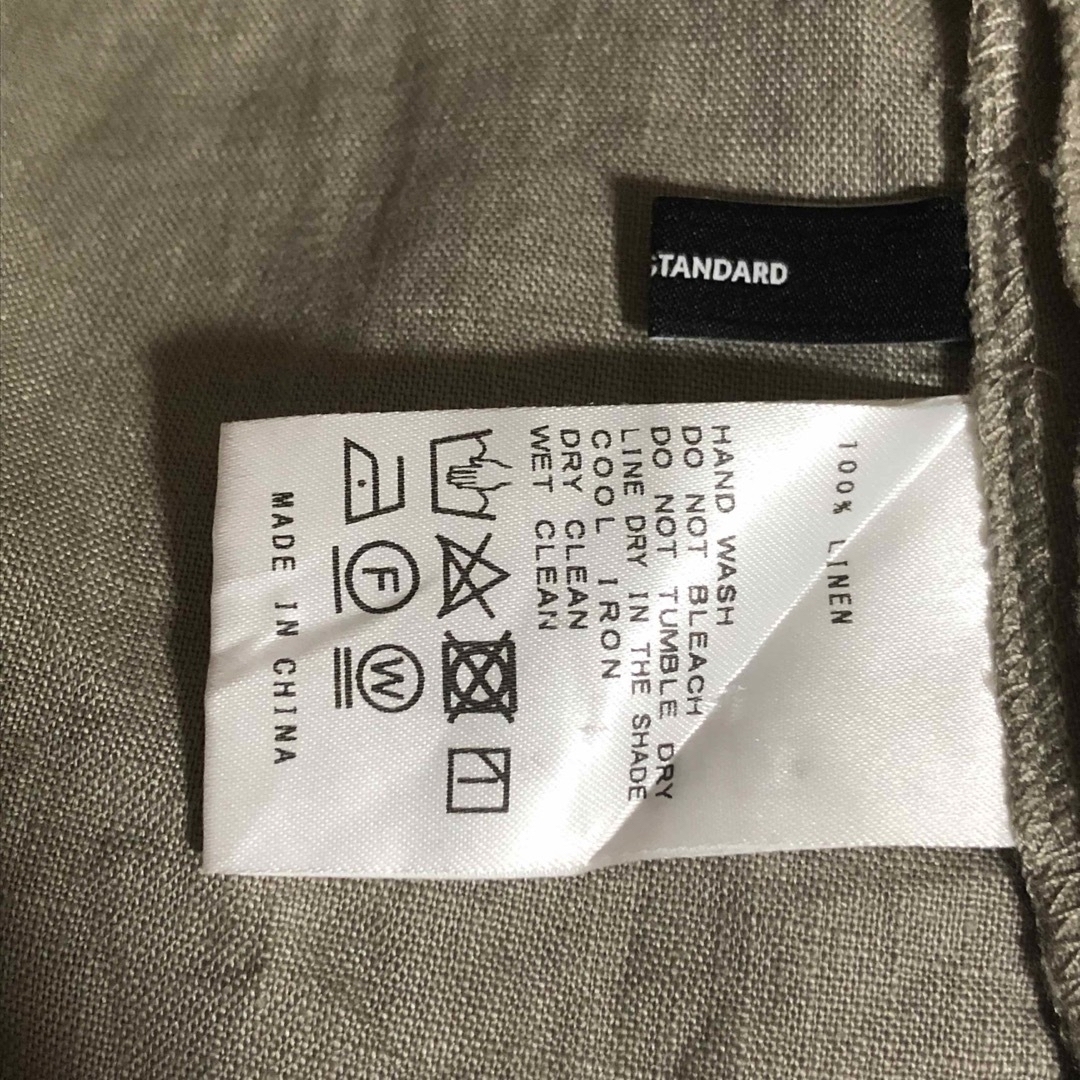 STANDARD
100% LINEN
HAND WASH
DO NOT BLEACH
DO NOT TUMBLE DRY
LINE DRY IN THE SHADE
COOL IRON
DRY CLEAN
WET CLEAN
F W
MADE IN CHINA